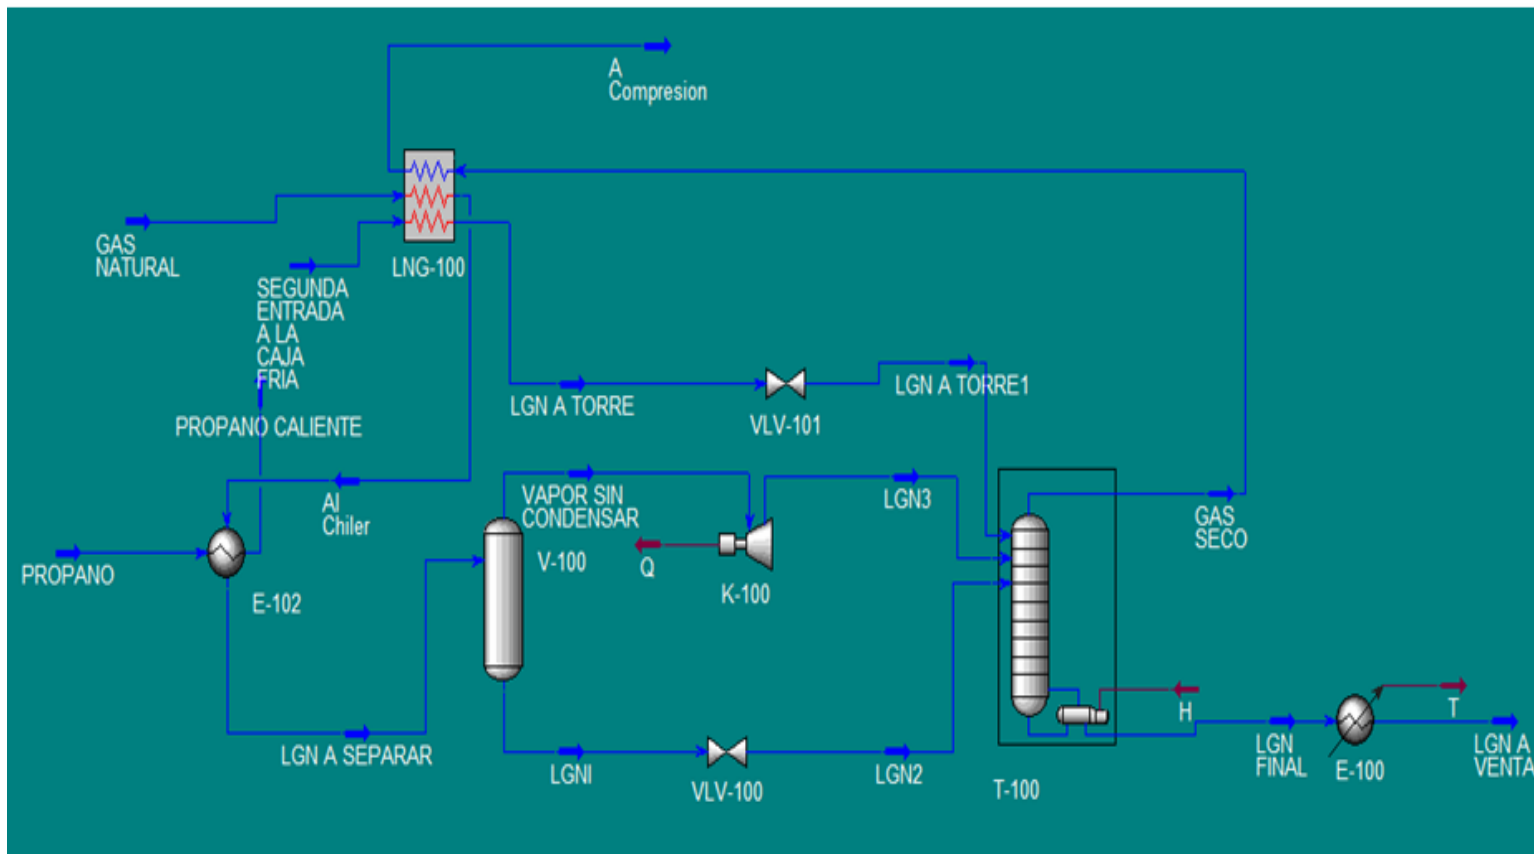 A
Compresion
GAS
NATURAL
LNG-100
SEGUNDA
ENTRADA
A LA
CAJA
FRIA
LGN A TORRE
VLV-101
LGN A TORRE1
PROPANO CALIENTE
Al
Chiler
VAPOR SIN
CONDENSAR
LGN3
GAS
SECO
PROPANO
E-102
V-100
Q
K-100
LGN A SEPARAR
LGN1
VLV-100
LGN2
T-100
H
LGN
FINAL
E-100
T
LGN A
VENTA